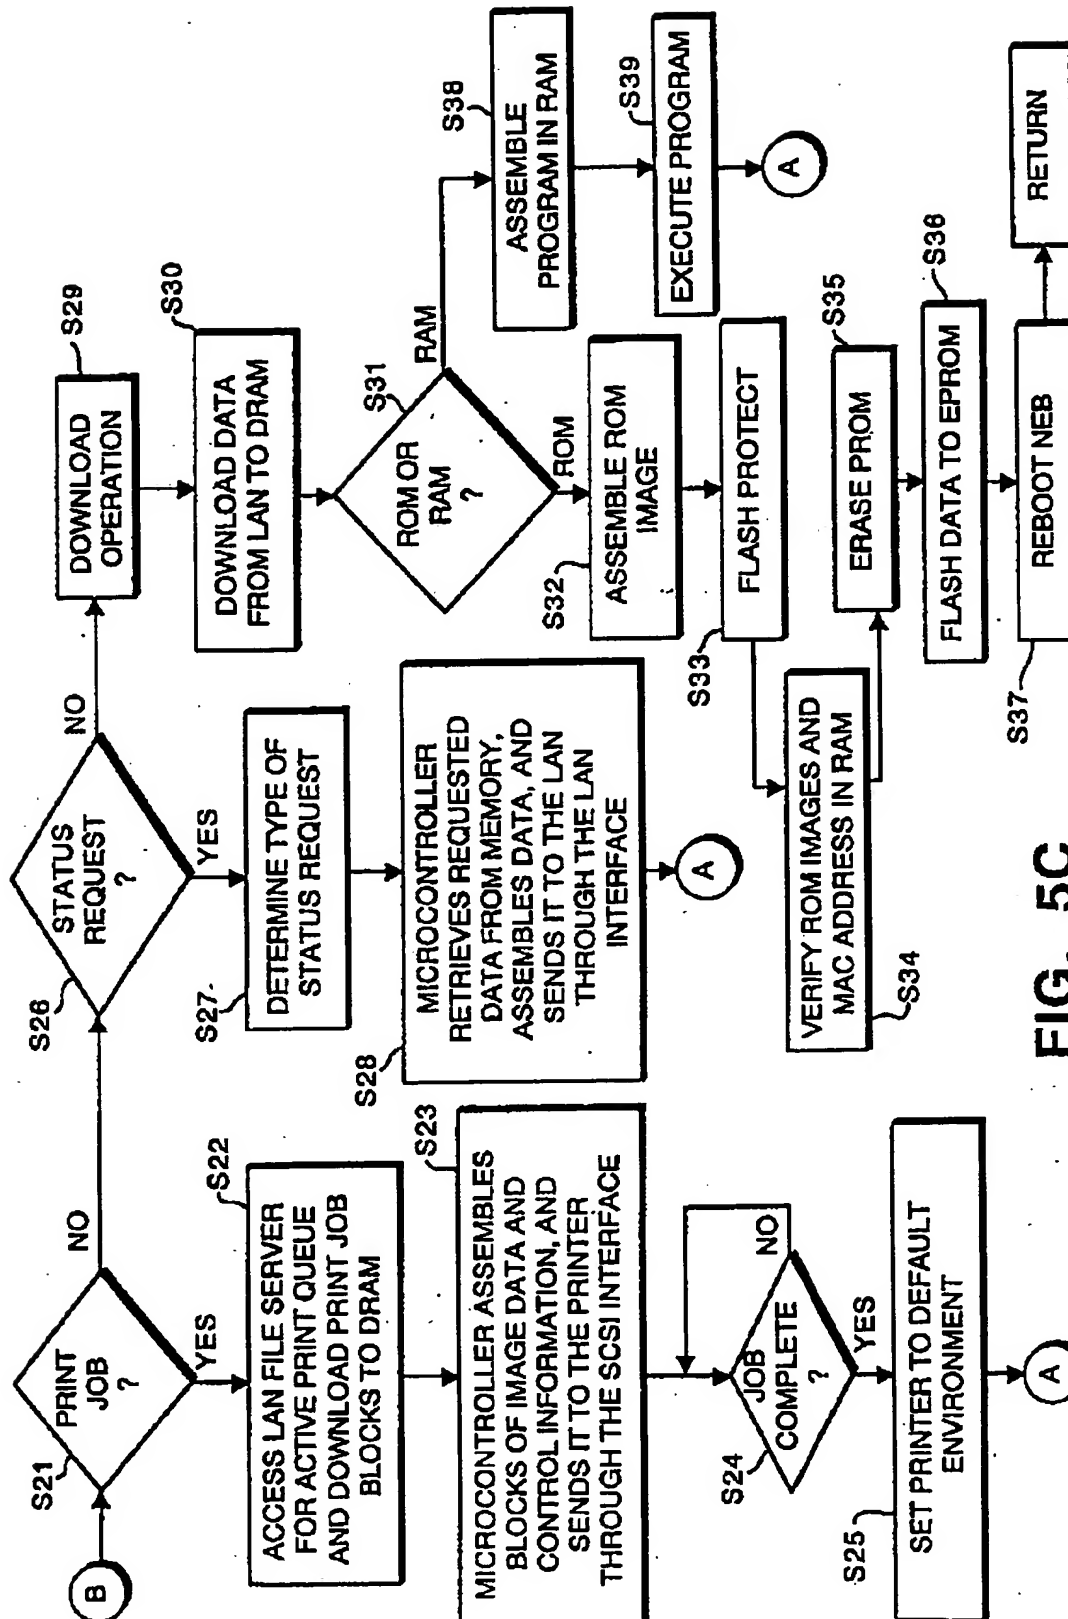 B
S21
PRINT
JOB
?
NO
YES
S22
ACCESS LAN FILE SERVER
FOR ACTIVE PRINT QUEUE
AND DOWNLOAD PRINT JOB
BLOCKS TO DRAM
S23
MICROCONTROLLER ASSEMBLES
BLOCKS OF IMAGE DATA AND
CONTROL INFORMATION, AND
SENDS IT TO THE PRINTER
THROUGH THE SCSI INTERFACE
S24
JOB
COMPLETE
?
NO
YES
S25
SET PRINTER TO DEFAULT
ENVIRONMENT
A
S26
STATUS
REQUEST
?
NO
YES
S27
DETERMINE TYPE OF
STATUS REQUEST
S28
MICROCONTROLLER
RETRIEVES REQUESTED
DATA FROM MEMORY,
ASSEMBLES DATA, AND
SENDS IT TO THE LAN
THROUGH THE LAN
INTERFACE
A
S29
DOWNLOAD
OPERATION
S30
DOWNLOAD DATA
FROM LAN TO DRAM
S31
ROM OR
RAM
?
RAM
ROM
S32
ASSEMBLE ROM
IMAGE
S33
FLASH PROTECT
S34
VERIFY ROM IMAGES AND
MAC ADDRESS IN RAM
S35
ERASE PROM
S36
FLASH DATA TO EPROM
S37
REBOOT NEB
RETURN
S38
ASSEMBLE
PROGRAM IN RAM
S39
EXECUTE PROGRAM
A
FIG. 5C